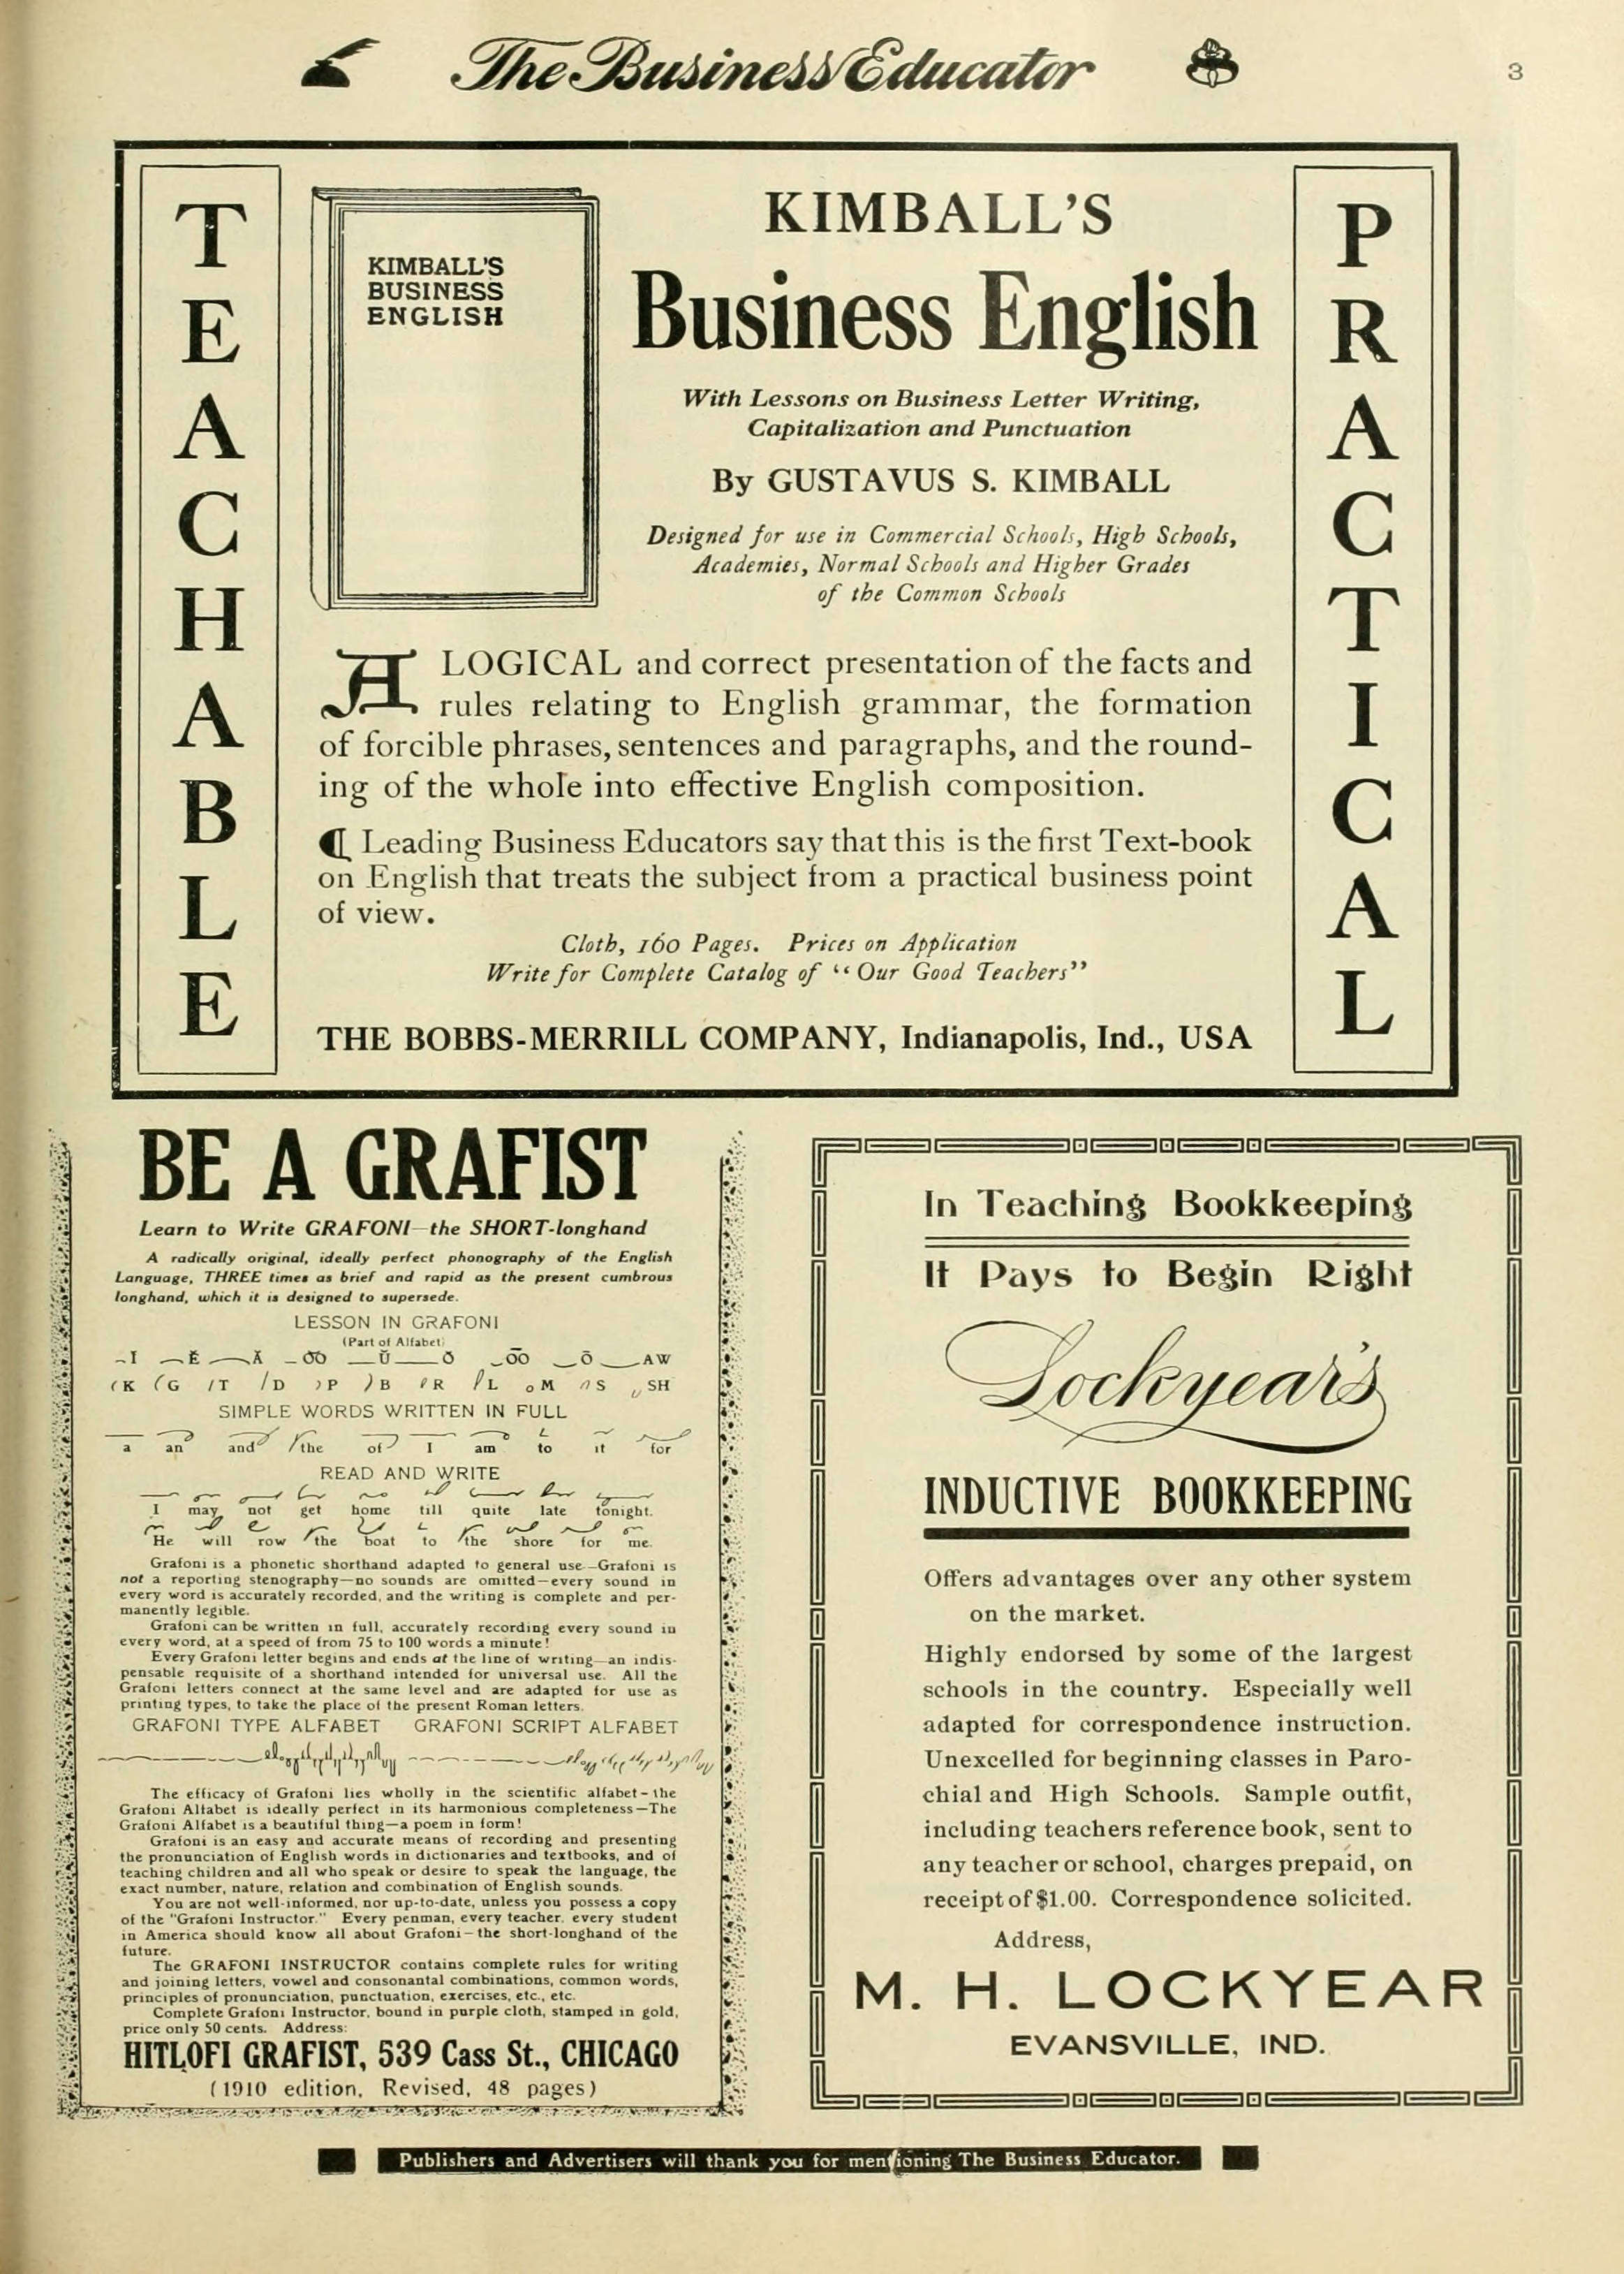 The Business Educator
3
TEACHABLE
KIMBALL'S
BUSINESS
ENGLISH
KIMBALL'S
Business English
With Lessons on Business Letter Writing,
Capitalization and Punctuation
By GUSTAVUS S. KIMBALL
Designed for use in Commercial Schools, High Schools,
Academies, Normal Schools and Higher Grades
of the Common Schools
A LOGICAL and correct presentation of the facts and
rules relating to English grammar, the formation
of forcible phrases, sentences and paragraphs, and the round-
ing of the whole into effective English composition.
¶ Leading Business Educators say that this is the first Text-book
on English that treats the subject from a practical business point
of view.
Cloth, 160 Pages. Prices on Application
Write for Complete Catalog of "Our Good Teachers"
THE BOBBS-MERRILL COMPANY, Indianapolis, Ind., USA
PRACTICAL
BE A GRAFIST
Learn to Write GRAFONI—the SHORT-longhand
A radically original, ideally perfect phonography of the English
Language, THREE times as brief and rapid as the present cumbrous
longhand, which it is designed to supersede.
LESSON IN GRAFONI
(Part of Alfabet)
Ĭ Ĕ Ă ŎŎ Ŭ Ŏ ŌŌ Ō AW
K G T D P B R L M S SH
SIMPLE WORDS WRITTEN IN FULL
a an and the of I am to it for
READ AND WRITE
I may not get home till quite late tonight.
He will row the boat to the shore for me.
Grafoni is a phonetic shorthand adapted to general use—Grafoni is
not a reporting stenography—no sounds are omitted—every sound in
every word is accurately recorded, and the writing is complete and per-
manently legible.
Grafoni can be written in full, accurately recording every sound in
every word, at a speed of from 75 to 100 words a minute!
Every Grafoni letter begins and ends at the line of writing—an indis-
pensable requisite of a shorthand intended for universal use. All the
Grafoni letters connect at the same level and are adapted for use as
printing types, to take the place of the present Roman letters.
GRAFONI TYPE ALFABET GRAFONI SCRIPT ALFABET
The efficacy of Grafoni lies wholly in the scientific alfabet—the
Grafoni Alfabet is ideally perfect in its harmonious completeness—The
Grafoni Alfabet is a beautiful thing—a poem in form!
Grafoni is an easy and accurate means of recording and presenting
the pronunciation of English words in dictionaries and textbooks, and of
teaching children and all who speak or desire to speak the language, the
exact number, nature, relation and combination of English sounds.
You are not well-informed, nor up-to-date, unless you possess a copy
of the "Grafoni Instructor." Every penman, every teacher, every student
in America should know all about Grafoni—the short-longhand of the
future.
The GRAFONI INSTRUCTOR contains complete rules for writing
and joining letters, vowel and consonantal combinations, common words,
principles of pronunciation, punctuation, exercises, etc., etc.
Complete Grafoni Instructor, bound in purple cloth, stamped in gold,
price only 50 cents. Address:
HITLOFI GRAFIST, 539 Cass St., CHICAGO
(1910 edition, Revised, 48 pages)
In Teaching Bookkeeping
It Pays to Begin Right
Lockyear's
INDUCTIVE BOOKKEEPING
Offers advantages over any other system
on the market.
Highly endorsed by some of the largest
schools in the country. Especially well
adapted for correspondence instruction.
Unexcelled for beginning classes in Paro-
chial and High Schools. Sample outfit,
including teachers reference book, sent to
any teacher or school, charges prepaid, on
receipt of $1.00. Correspondence solicited.
Address,
M. H. LOCKYEAR
EVANSVILLE, IND.
Publishers and Advertisers will thank you for mentioning The Business Educator.